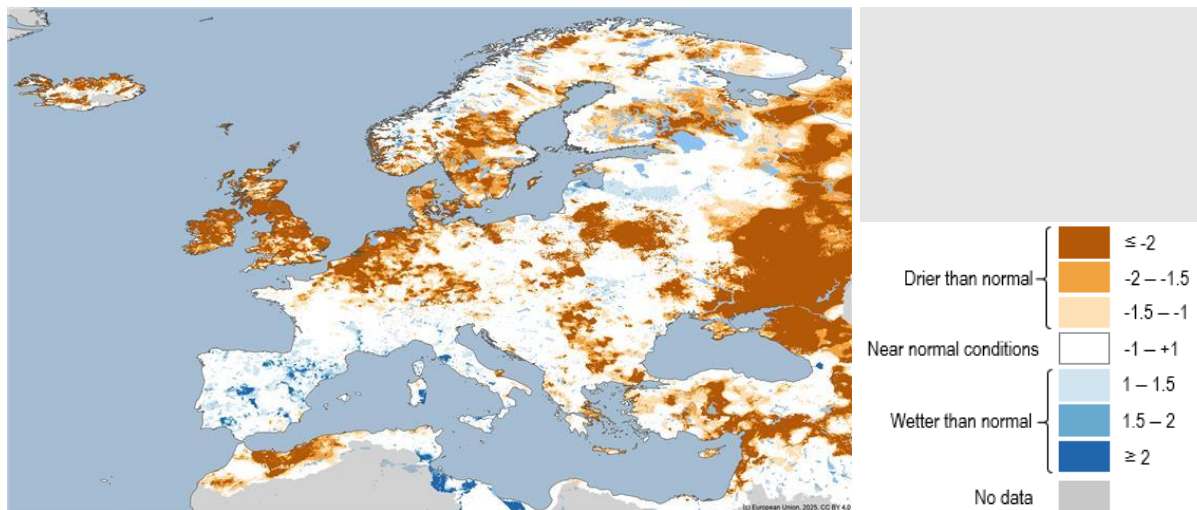 ≤ -2
Drier than normal
-2 – -1.5
-1.5 – -1
Near normal conditions
-1 – +1
1 – 1.5
Wetter than normal
1.5 – 2
≥ 2
No data
(c) European Union, 2025, CC BY 4.0